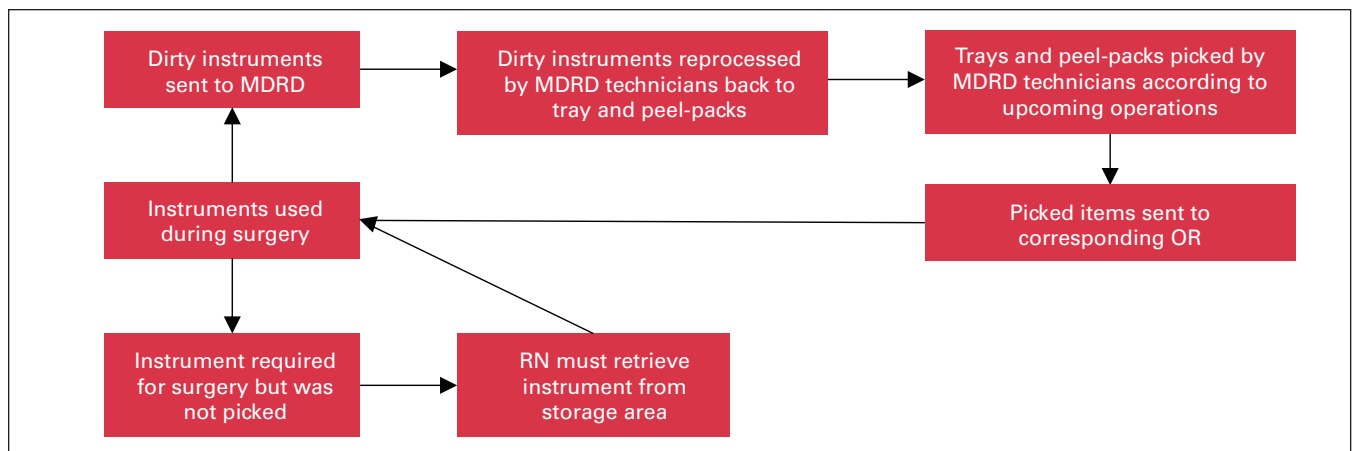 Dirty instruments
sent to MDRD
Dirty instruments reprocessed
by MDRD technicians back to
tray and peel-packs
Trays and peel-packs picked by
MDRD technicians according to
upcoming operations
Instruments used
during surgery
Picked items sent to
corresponding OR
Instrument required
for surgery but was
not picked
RN must retrieve
instrument from
storage area